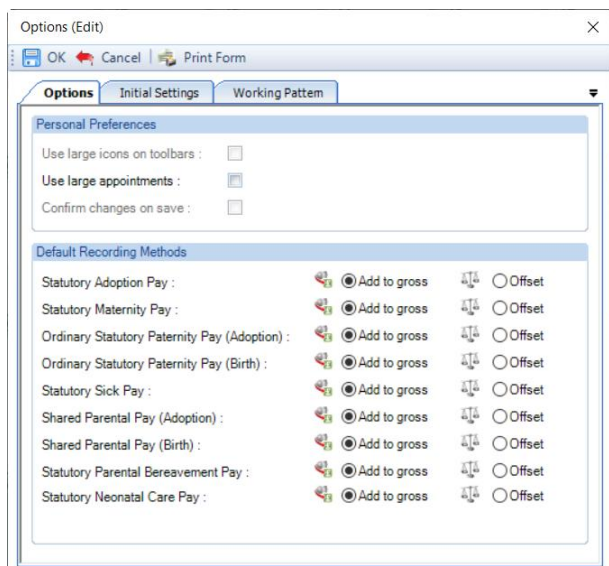 Options (Edit)
OK Cancel Print Form
Options Initial Settings Working Pattern
Personal Preferences
Use large icons on toolbars :
Use large appointments :
Confirm changes on save :
Default Recording Methods
Statutory Adoption Pay : Add to gross Offset
Statutory Maternity Pay : Add to gross Offset
Ordinary Statutory Paternity Pay (Adoption) : Add to gross Offset
Ordinary Statutory Paternity Pay (Birth) : Add to gross Offset
Statutory Sick Pay : Add to gross Offset
Shared Parental Pay (Adoption) : Add to gross Offset
Shared Parental Pay (Birth) : Add to gross Offset
Statutory Parental Bereavement Pay : Add to gross Offset
Statutory Neonatal Care Pay : Add to gross Offset